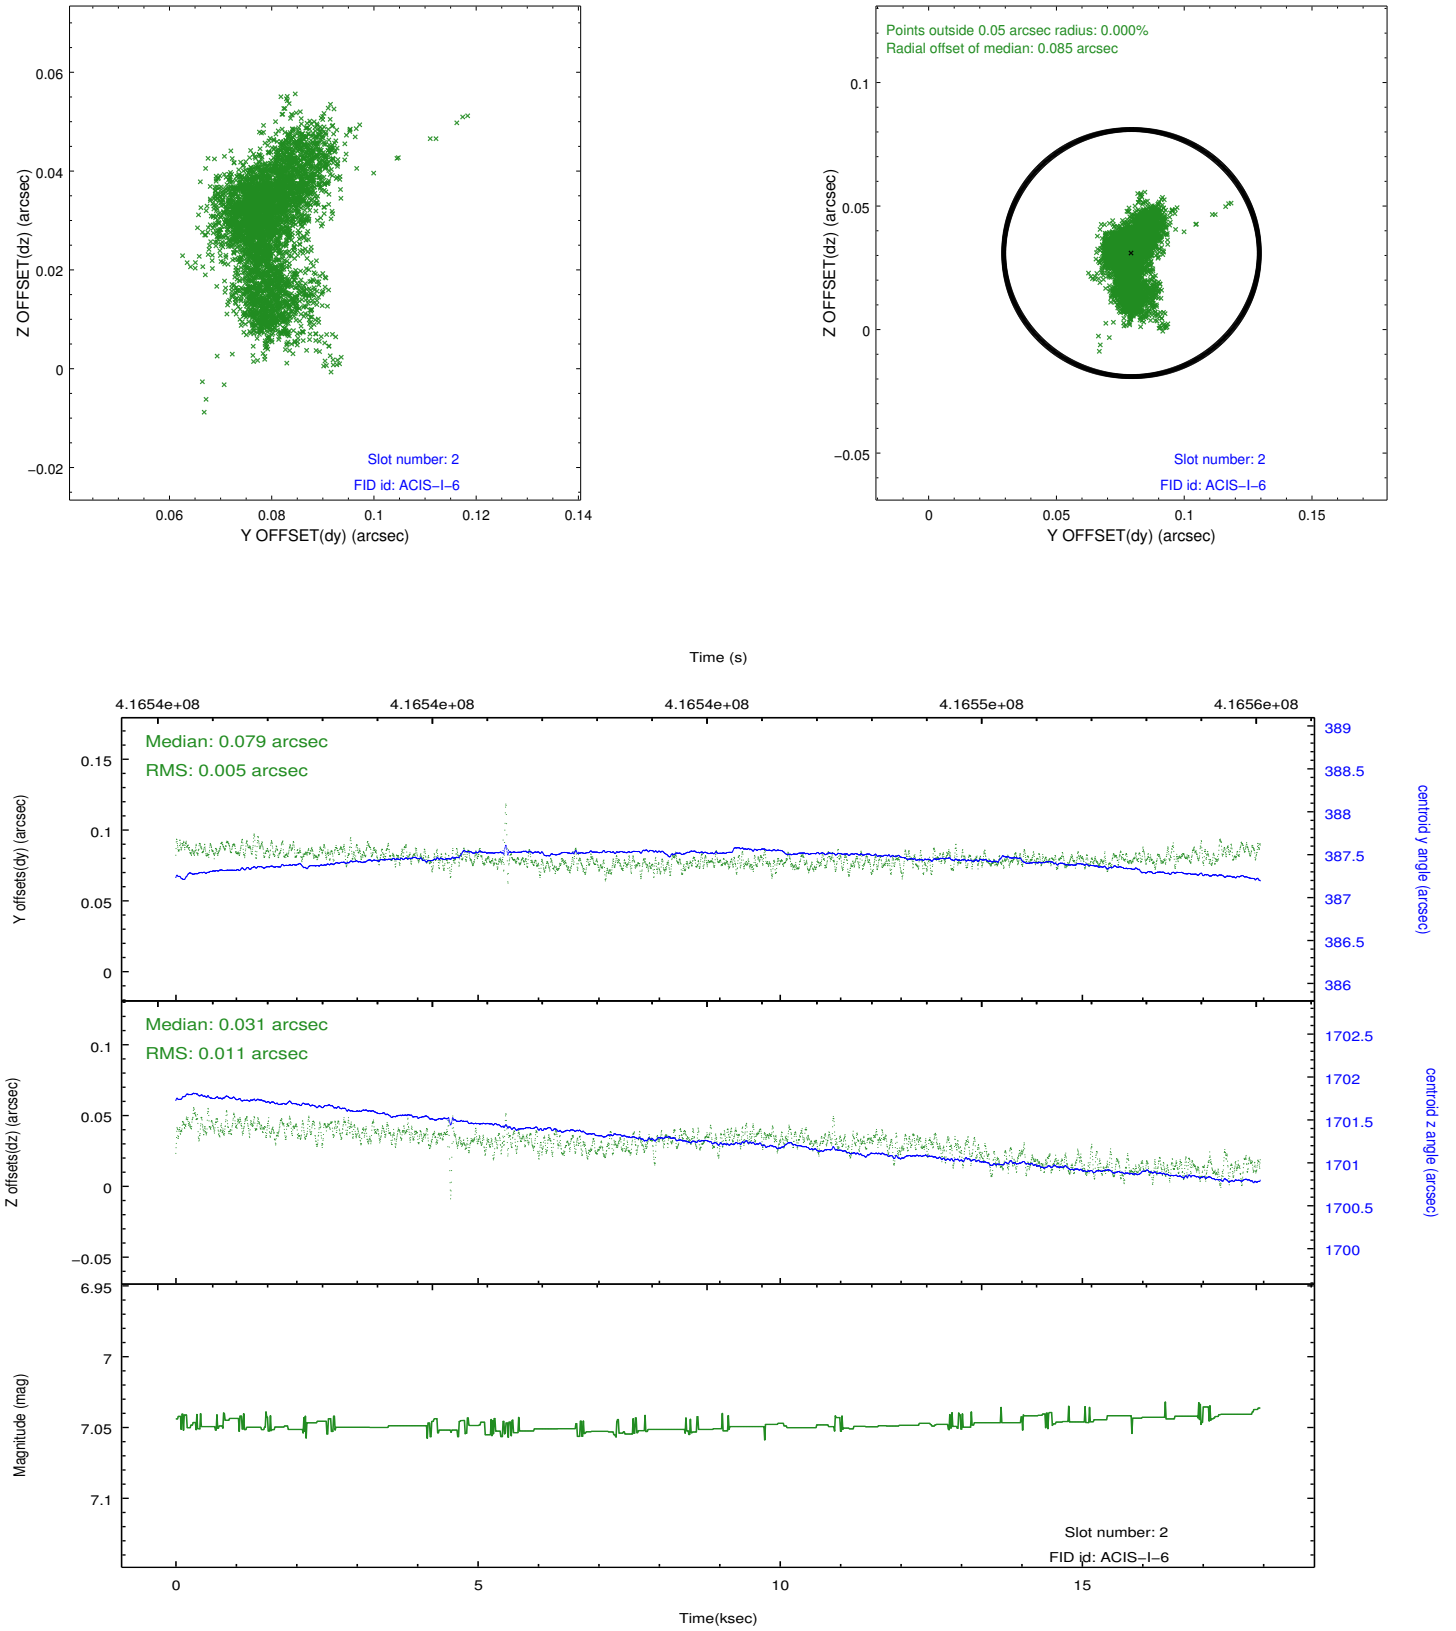 0.06
0.04
0.02
0
−0.02
Z OFFSET(dz) (arcsec)
Slot number: 2
FID id: ACIS−I−6
0.06
0.08
0.1
0.12
0.14
Y OFFSET(dy) (arcsec)
Points outside 0.05 arcsec radius: 0.000%
Radial offset of median: 0.085 arcsec
0.1
0.05
0
−0.05
Z OFFSET(dz) (arcsec)
Slot number: 2
FID id: ACIS−I−6
0
0.05
0.1
0.15
Y OFFSET(dy) (arcsec)
Time (s)
4.1654e+08
4.1654e+08
4.1654e+08
4.1655e+08
4.1656e+08
Median: 0.079 arcsec
RMS: 0.005 arcsec
0.15
0.1
0.05
0
Y offsets(dy) (arcsec)
389
388.5
388
387.5
387
386.5
386
centroid y angle (arcsec)
Median: 0.031 arcsec
RMS: 0.011 arcsec
0.1
0.05
0
−0.05
Z offsets(dz) (arcsec)
1702.5
1702
1701.5
1701
1700.5
1700
centroid z angle (arcsec)
6.95
7
7.05
7.1
Magnitude (mag)
Slot number: 2
FID id: ACIS−I−6
0
5
10
15
Time(ksec)